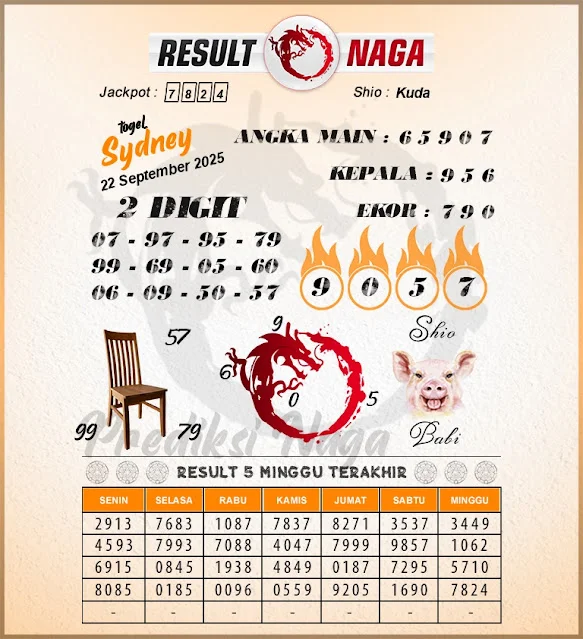 RESULT NAGA
Jackpot : 7 8 2 4 Shio : Kuda
togel
Sydney
22 September 2025
ANGKA MAIN : 6 5 9 0 7
KEPALA : 9 5 6
EKOR : 7 9 0
2 DIGIT
07 - 97 - 95 - 79
99 - 69 - 05 - 60
06 - 09 - 50 - 57
9 0 5 7
57
99 79
9
6
0 5
Shio
Babi
Prediksi Naga
RESULT 5 MINGGU TERAKHIR
SENIN SELASA RABU KAMIS JUMAT SABTU MINGGU
2913 7683 1087 7837 8271 3537 3449
4593 7993 7088 4047 7999 9857 1062
6915 0845 1938 4849 0187 7295 5710
8085 0185 0096 0559 9205 1690 7824
- - - - - - -